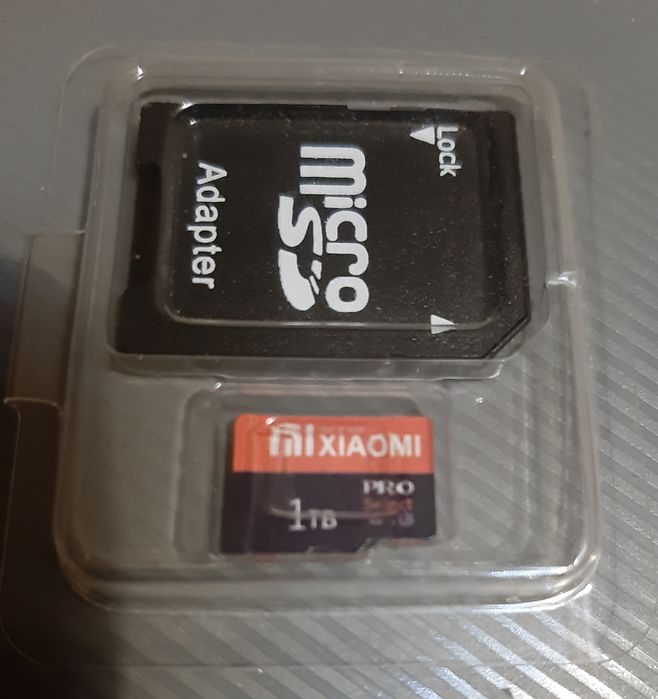 Lock
Micro
SD
Adapter
mi XIAOMI
PRO
1TB